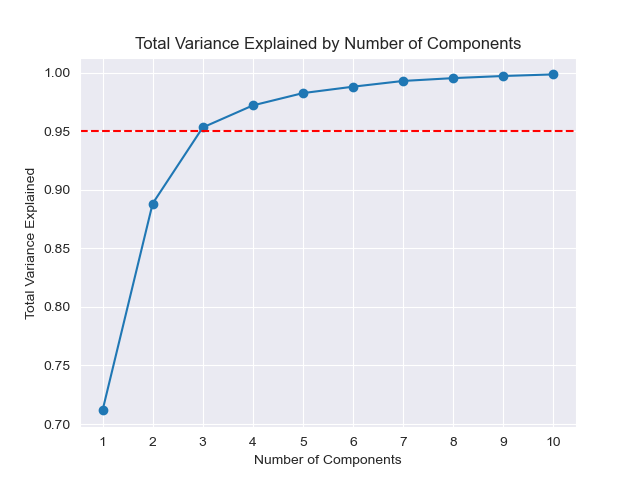 Total Variance Explained by Number of Components
1.00
0.95
0.90
0.85
0.80
0.75
0.70
Total Variance Explained
1 2 3 4 5 6 7 8 9 10
Number of Components